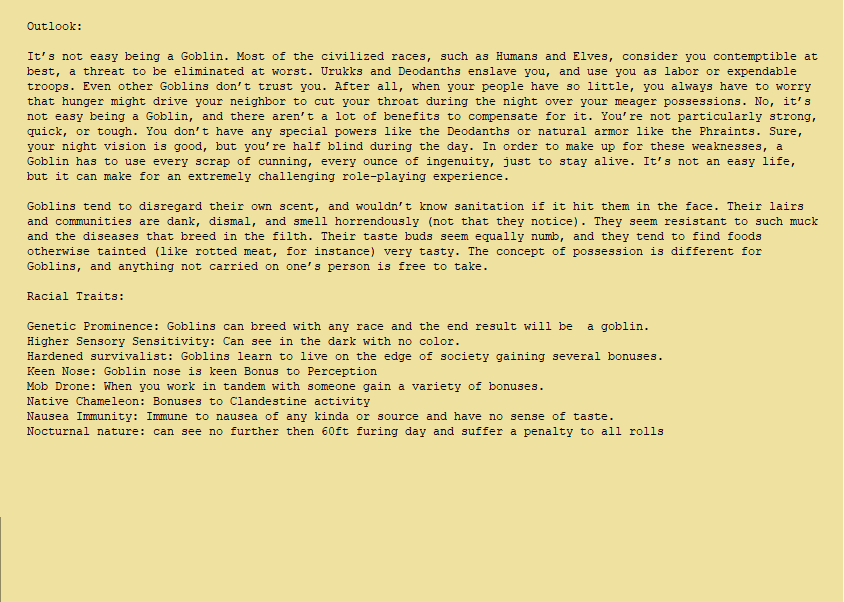 Outlook:
It's not easy being a Goblin. Most of the civilized races, such as Humans and Elves, consider you contemptible at
best, a threat to be eliminated at worst. Urukks and Deodanths enslave you, and use you as labor or expendable
troops. Even other Goblins don't trust you. After all, when your people have so little, you always have to worry
that hunger might drive your neighbor to cut your throat during the night over your meager possessions. No, it's
not easy being a Goblin, and there aren't a lot of benefits to compensate for it. You're not particularly strong,
quick, or tough. You don't have any special powers like the Deodanths or natural armor like the Phraints. Sure,
your night vision is good, but you're half blind during the day. In order to make up for these weaknesses, a
Goblin has to use every scrap of cunning, every ounce of ingenuity, just to stay alive. It's not an easy life,
but it can make for an extremely challenging role-playing experience.
Goblins tend to disregard their own scent, and wouldn't know sanitation if it hit them in the face. Their lairs
and communities are dank, dismal, and smell horrendously (not that they notice). They seem resistant to such muck
and the diseases that breed in the filth. Their taste buds seem equally numb, and they tend to find foods
otherwise tainted (like rotted meat, for instance) very tasty. The concept of possession is different for
Goblins, and anything not carried on one's person is free to take.
Racial Traits:
Genetic Prominence: Goblins can breed with any race and the end result will be  a goblin.
Higher Sensory Sensitivity: Can see in the dark with no color.
Hardened survivalist: Goblins learn to live on the edge of society gaining several bonuses.
Keen Nose: Goblin nose is keen Bonus to Perception
Mob Drone: When you work in tandem with someone gain a variety of bonuses.
Native Chameleon: Bonuses to Clandestine activity
Nausea Immunity: Immune to nausea of any kinda or source and have no sense of taste.
Nocturnal nature: can see no further then 60ft furing day and suffer a penalty to all rolls